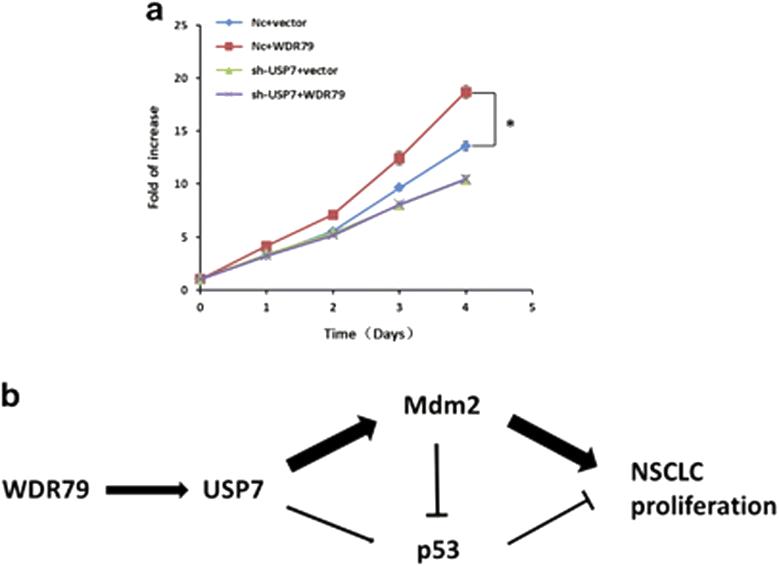 a
25
20
15
10
5
0
0 1 2 3 4 5
Fold of increase
Time（Days）
Nc+vector
Nc+WDR79
sh-USP7+vector
sh-USP7+WDR79
*
b
Mdm2
WDR79
USP7
NSCLC
proliferation
p53